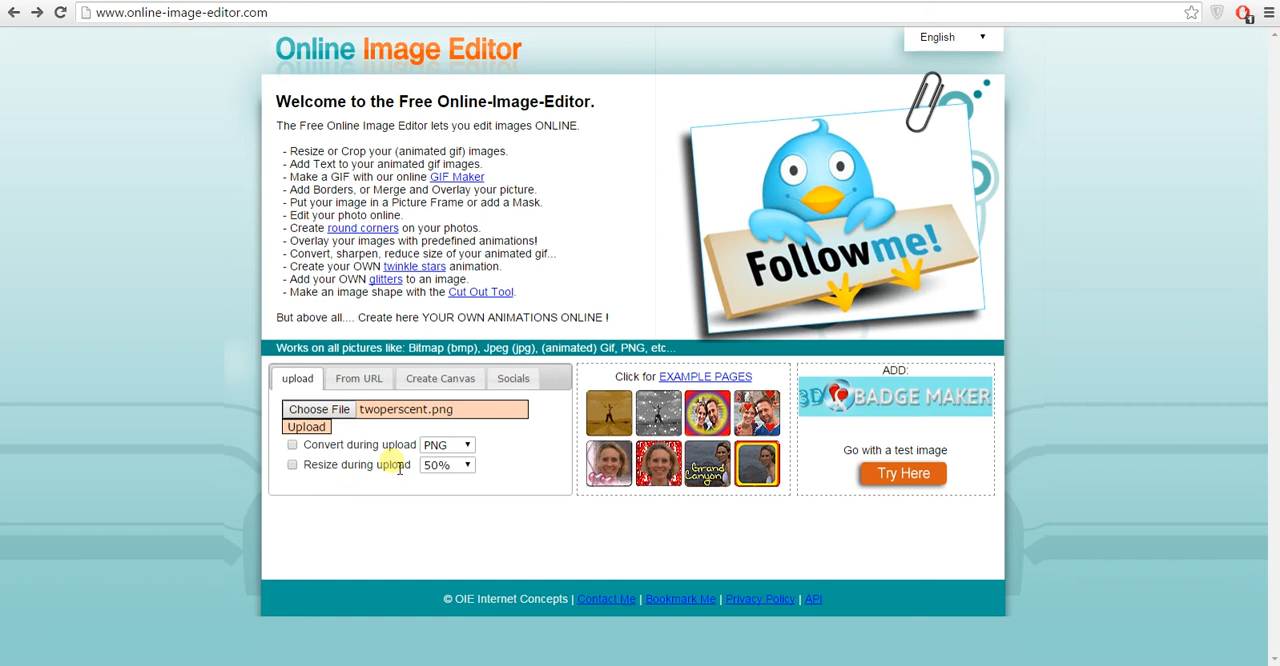 www.online-image-editor.com
1
Online Image Editor
English
Welcome to the Free Online-Image-Editor.
The Free Online Image Editor lets you edit images ONLINE.
- Resize or Crop your (animated gif) images.
- Add Text to your animated gif images.
- Make a GIF with our online GIF Maker
- Add Borders, or Merge and Overlay your picture.
- Put your image in a Picture Frame or add a Mask.
- Edit your photo online.
- Create round corners on your photos.
- Overlay your images with predefined animations!
- Convert, sharpen, reduce size of your animated gif...
- Create your OWN twinkle stars animation.
- Add your OWN glitters to an image.
- Make an image shape with the Cut Out Tool.
But above all.... Create here YOUR OWN ANIMATIONS ONLINE !
Follow me!
Works on all pictures like: Bitmap (bmp), Jpeg (jpg), (animated) Gif, PNG, etc...
upload From URL Create Canvas Socials
Choose File twoperscent.png
Upload
Convert during upload PNG
Resize during upload 50%
Click for EXAMPLE PAGES
Grand
Canyon
ADD:
3D BADGE MAKER
Go with a test image
Try Here
© OIE Internet Concepts | Contact Me | Bookmark Me | Privacy Policy | API